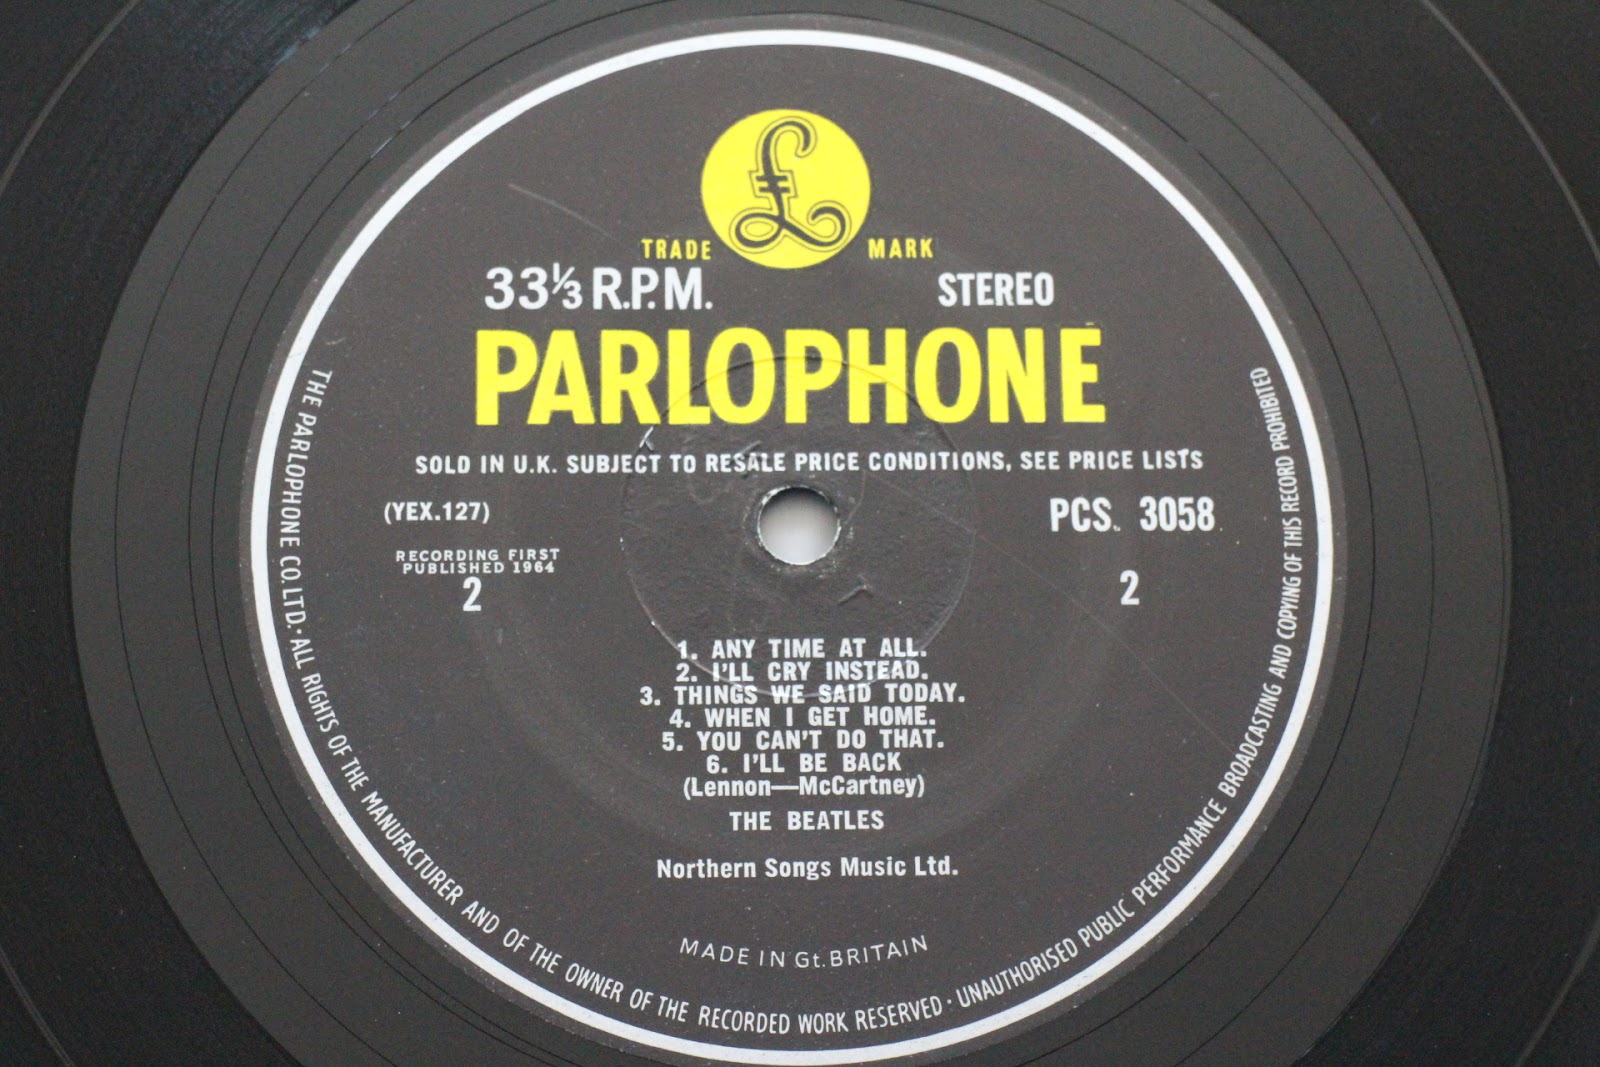 £
TRADE MARK
33⅓ R.P.M. STEREO
PARLOPHONE
SOLD IN U.K. SUBJECT TO RESALE PRICE CONDITIONS, SEE PRICE LISTS
(YEX.127) PCS. 3058
RECORDING FIRST
PUBLISHED 1964
2 2
1. ANY TIME AT ALL.
2. I'LL CRY INSTEAD.
3. THINGS WE SAID TODAY.
4. WHEN I GET HOME.
5. YOU CAN'T DO THAT.
6. I'LL BE BACK
(Lennon—McCartney)
THE BEATLES
Northern Songs Music Ltd.
MADE IN Gt. BRITAIN
THE PARLOPHONE CO. LTD. · ALL RIGHTS OF THE MANUFACTURER AND OF THE OWNER OF THE RECORDED WORK RESERVED · UNAUTHORISED PUBLIC PERFORMANCE BROADCASTING AND COPYING OF THIS RECORD PROHIBITED